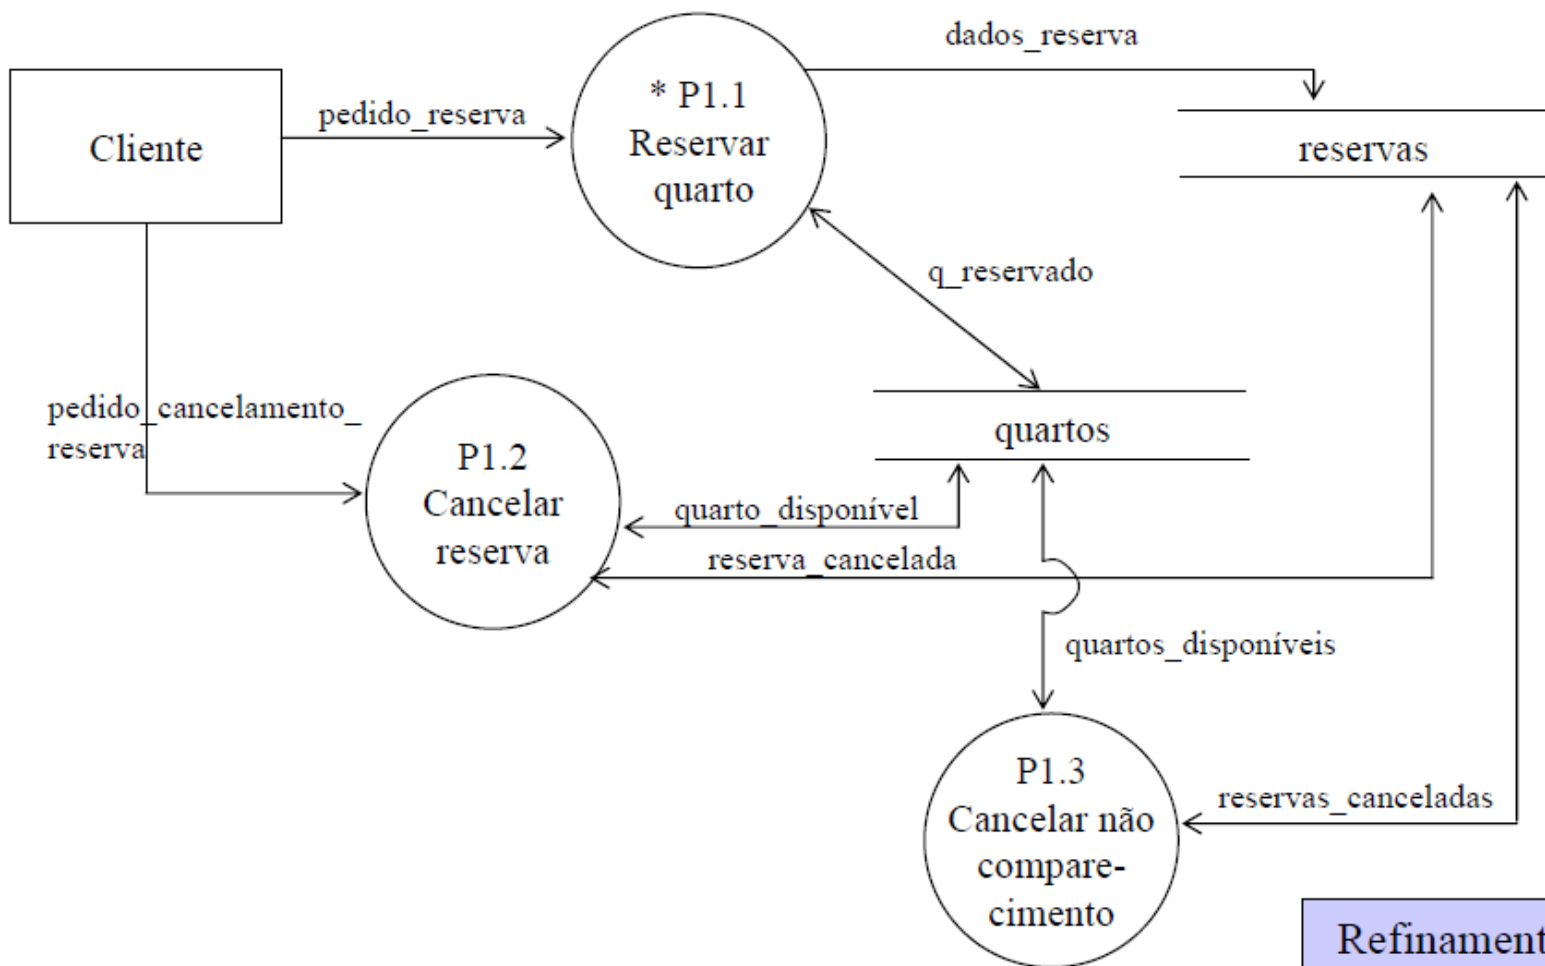 dados_reserva
* P1.1
Reservar
quarto
pedido_reserva
Cliente
reservas
q_reservado
pedido_cancelamento_
reserva
quartos
P1.2
Cancelar
reserva
quarto_disponível
reserva_cancelada
quartos_disponíveis
P1.3
Cancelar não
compare-
cimento
reservas_canceladas
Refinament